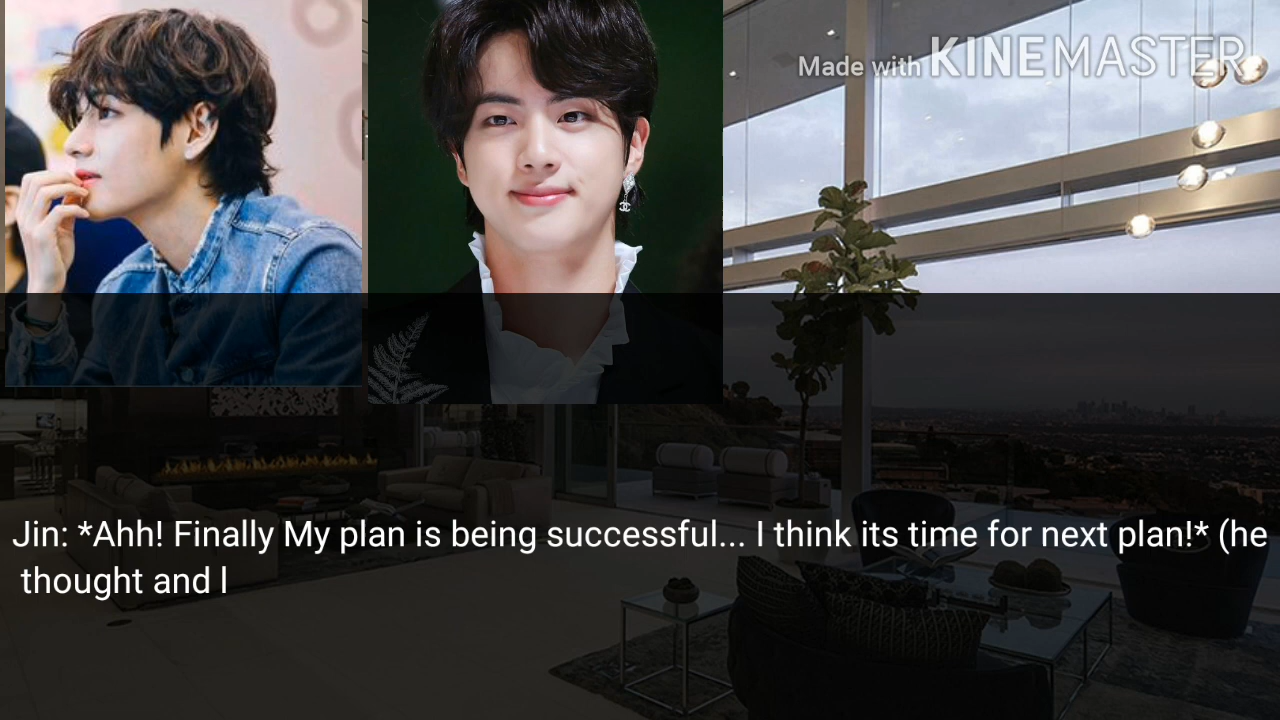 Made with KINEMASTER
Jin: *Ahh! Finally My plan is being successful... I think its time for next plan!* (he
thought and l